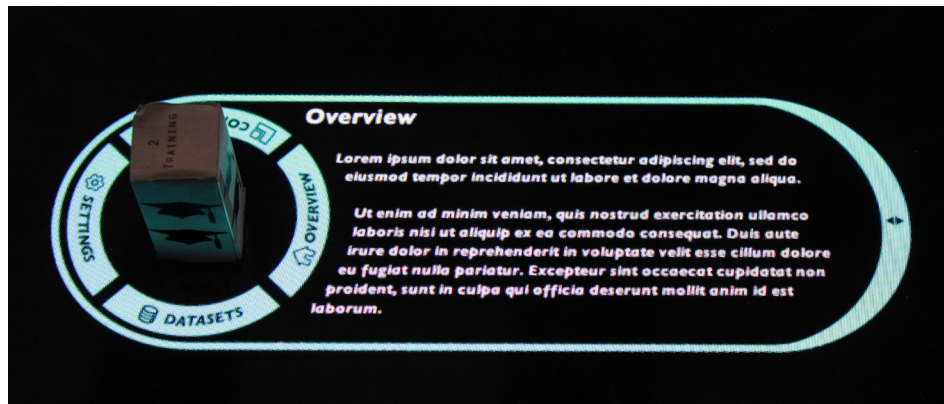 2
TRAINING
SETTINGS
OVERVIEW
DATASETS
Overview
Lorem ipsum dolor sit amet, consectetur adipiscing elit, sed do
eiusmod tempor incididunt ut labore et dolore magna aliqua.
Ut enim ad minim veniam, quis nostrud exercitation ullamco
laboris nisi ut aliquip ex ea commodo consequat. Duis aute
irure dolor in reprehenderit in voluptate velit esse cillum dolore
eu fugiat nulla pariatur. Excepteur sint occaecat cupidatat non
proident, sunt in culpa qui officia deserunt mollit anim id est
laborum.